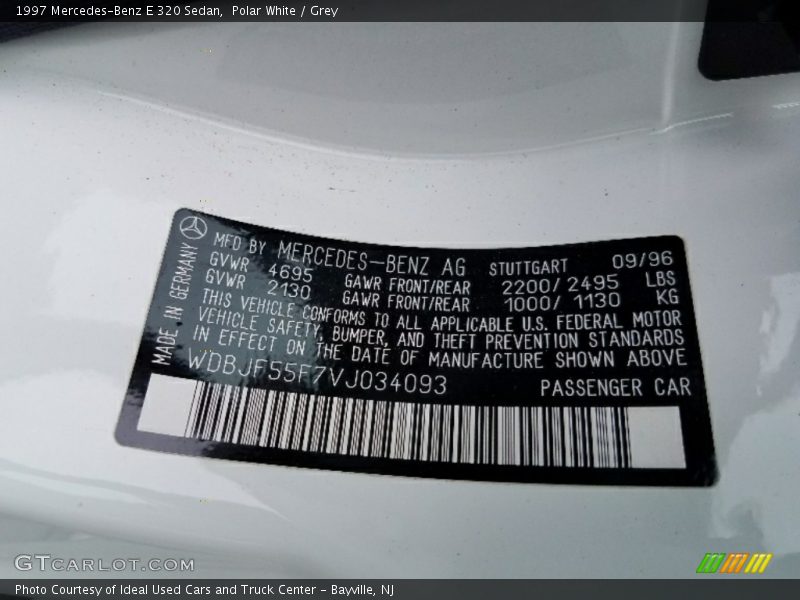 1997 Mercedes-Benz E 320 Sedan, Polar White / Grey
MADE IN GERMANY
MFD BY MERCEDES-BENZ AG STUTTGART 09/96
GVWR 4695 GAWR FRONT/REAR 2200/ 2495 LBS
GVWR 2130 GAWR FRONT/REAR 1000/ 1130 KG
THIS VEHICLE CONFORMS TO ALL APPLICABLE U.S. FEDERAL MOTOR
VEHICLE SAFETY, BUMPER, AND THEFT PREVENTION STANDARDS
IN EFFECT ON THE DATE OF MANUFACTURE SHOWN ABOVE
WDBJF55F7VJ034093 PASSENGER CAR
GTCARLOT.COM
Photo Courtesy of Ideal Used Cars and Truck Center - Bayville, NJ